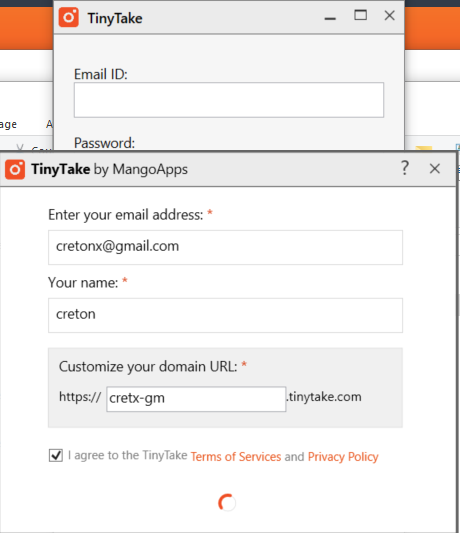 TinyTake
Email ID:
Password:
TinyTake by MangoApps
?
Enter your email address: *
cretonx@gmail.com
Your name: *
creton
Customize your domain URL: *
https:// cretx-gm .tinytake.com
I agree to the TinyTake Terms of Services and Privacy Policy